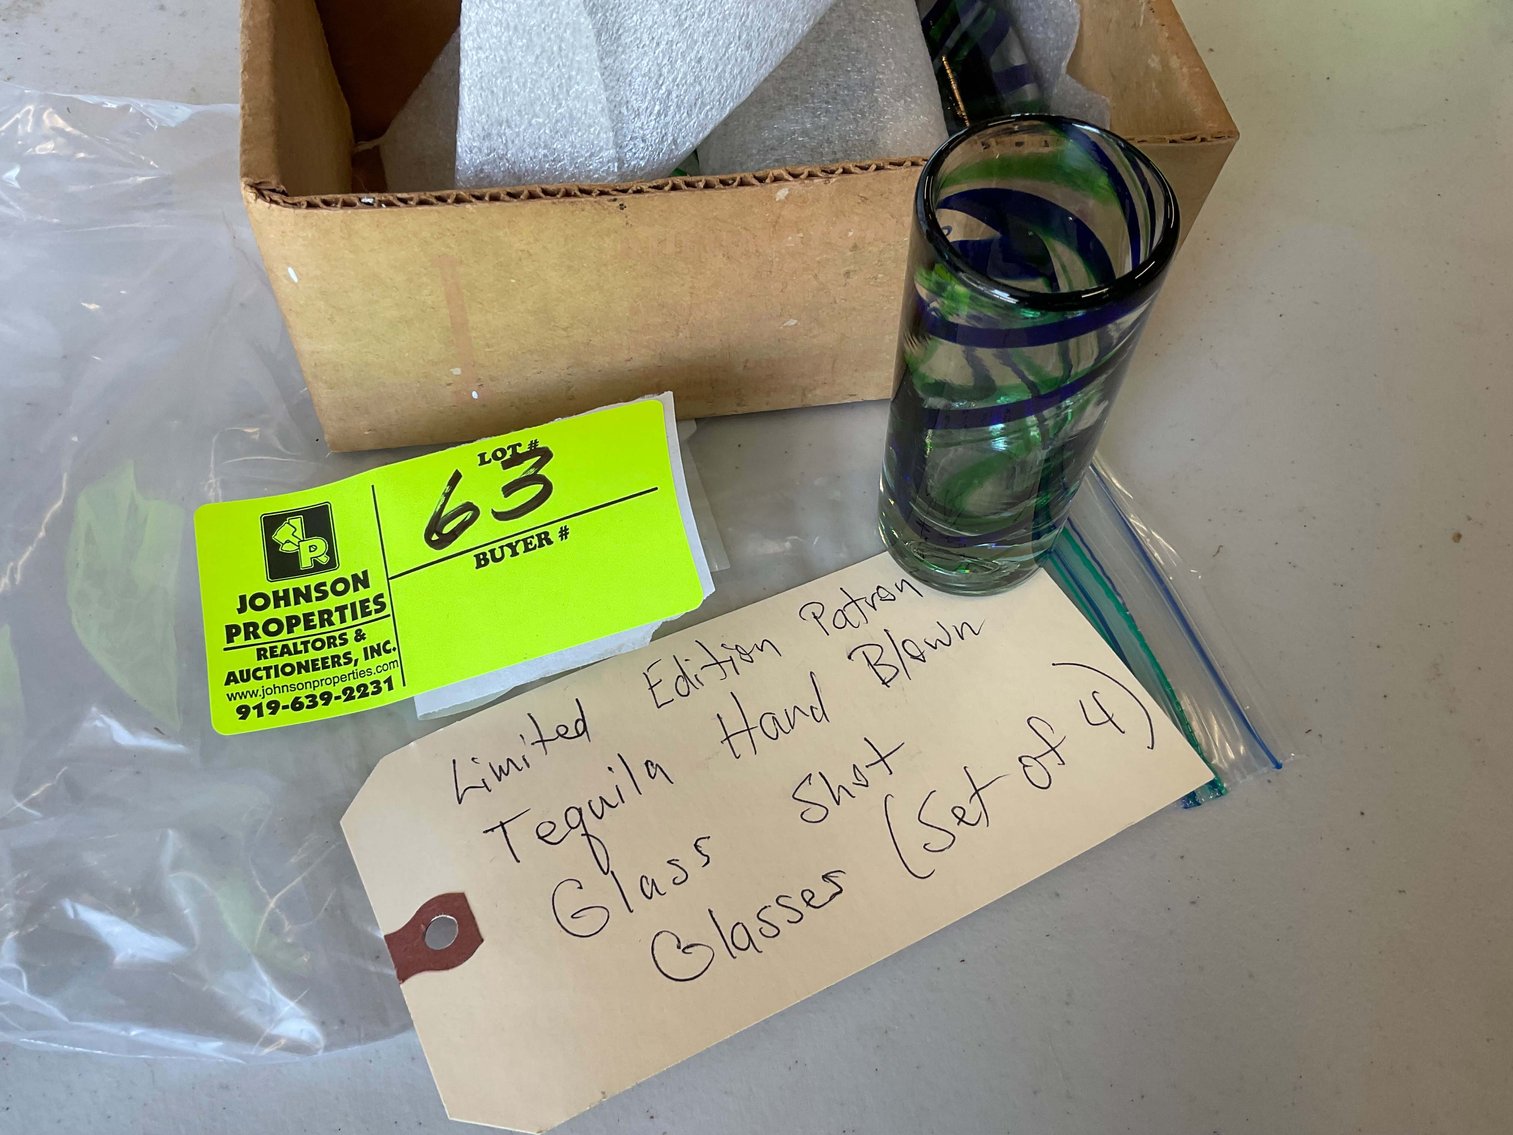 LOT #
63
BUYER #
JR
JOHNSON
PROPERTIES
REALTORS &
AUCTIONEERS, INC.
www.johnsonproperties.com
919-639-2231
Limited Edition Patron
Tequila Hand Blown
Glass Shot
Glasses (Set of 4)